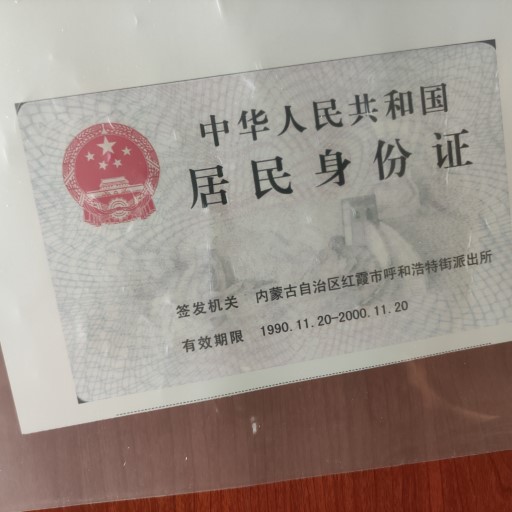 中华人民共和国
居民身份证
签发机关 内蒙古自治区红霞市呼和浩特街派出所
有效期限 1990.11.20-2000.11.20